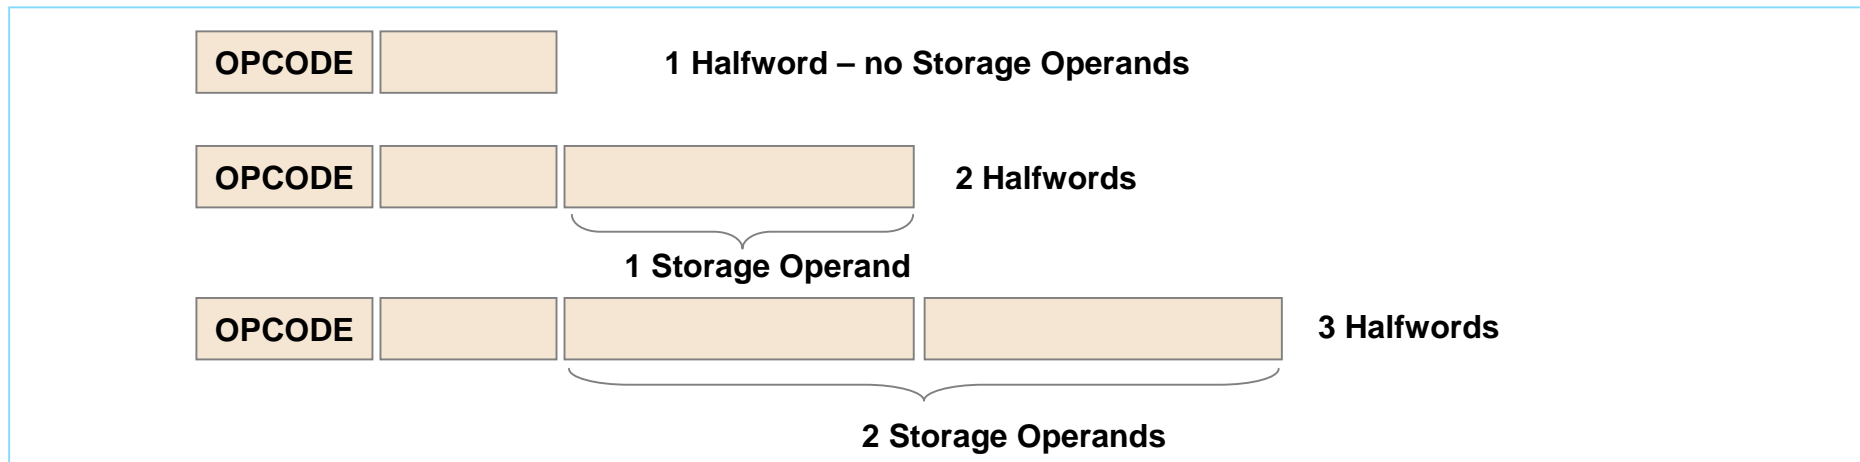 OPCODE 1 Halfword – no Storage Operands
OPCODE 2 Halfwords
1 Storage Operand
OPCODE 3 Halfwords
2 Storage Operands